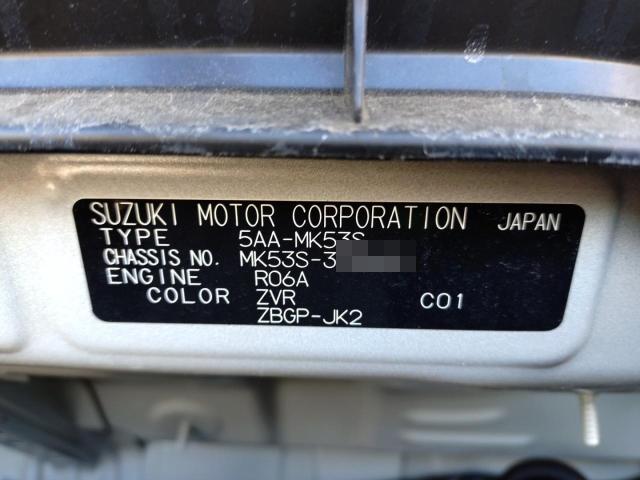 SUZUKI MOTOR CORPORATION JAPAN
TYPE 5AA-MK53S
CHASSIS NO. MK53S-3
ENGINE R06A
COLOR ZVR C01
ZBGP-JK2